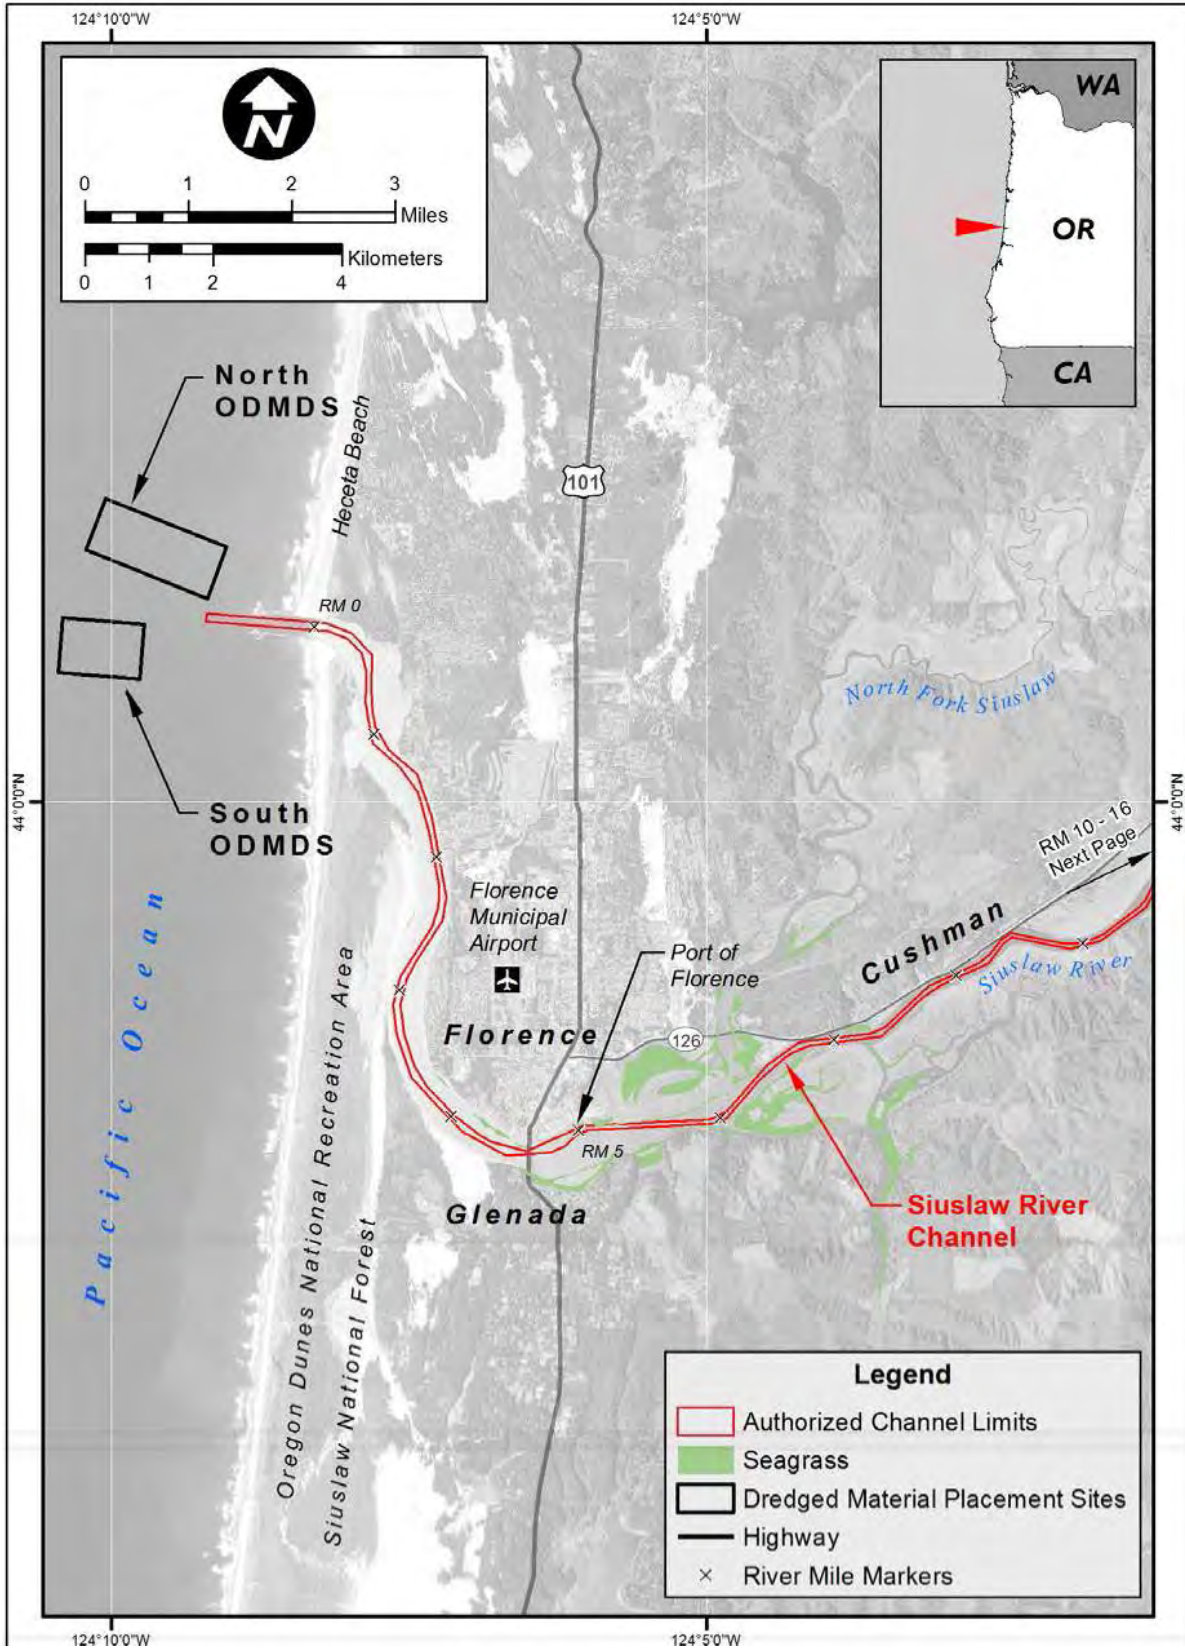 124°10'0"W
124°5'0"W
N
0 1 2 3
Miles
Kilometers
0 1 2 4
WA
OR
CA
North
ODMDS
Heceta Beach
101
RM 0
North Fork Siuslaw
44°0'0"N
44°0'0"N
South
ODMDS
RM 10 - 16
Next Page
Florence
Municipal
Airport
Cushman
Port of
Florence
Siuslaw River
Pacific Ocean
Florence
126
RM 5
Oregon Dunes National Recreation Area
Siuslaw National Forest
Glenada
Siuslaw River
Channel
Legend
Authorized Channel Limits
Seagrass
Dredged Material Placement Sites
Highway
River Mile Markers
124°10'0"W
124°5'0"W